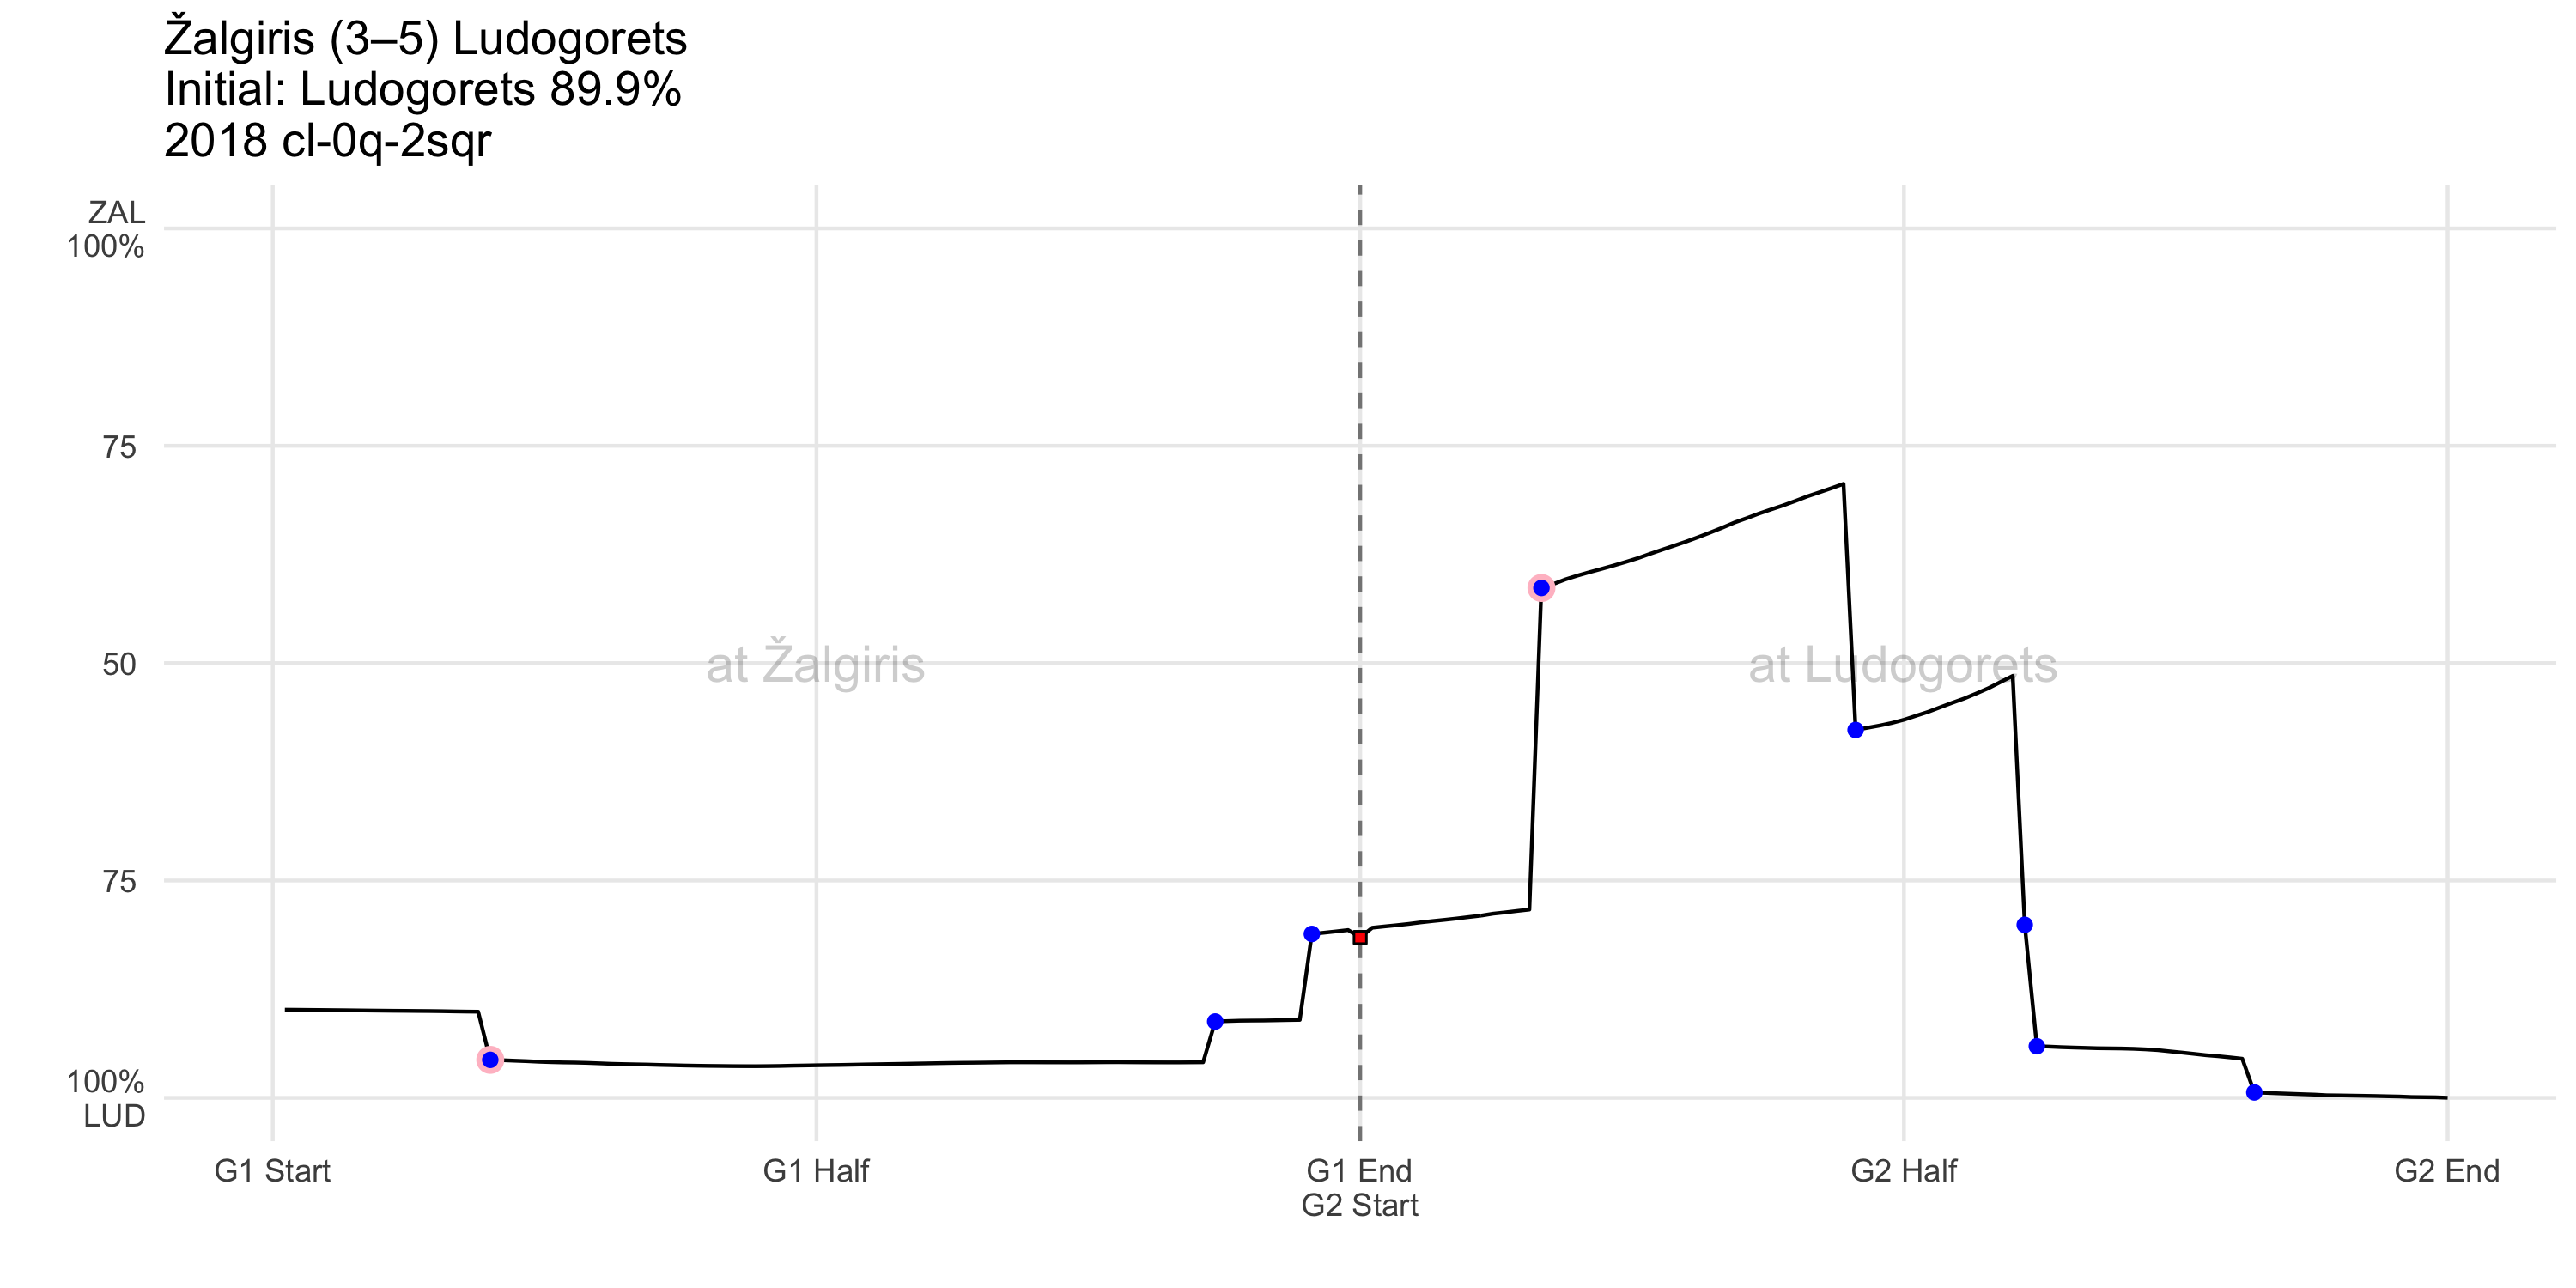 Žalgiris (3–5) Ludogorets
Initial: Ludogorets 89.9%
2018 cl-0q-2sqr
ZAL
100%
75
50
75
100%
LUD
at Žalgiris
at Ludogorets
G1 Start
G1 Half
G1 End
G2 Start
G2 Half
G2 End